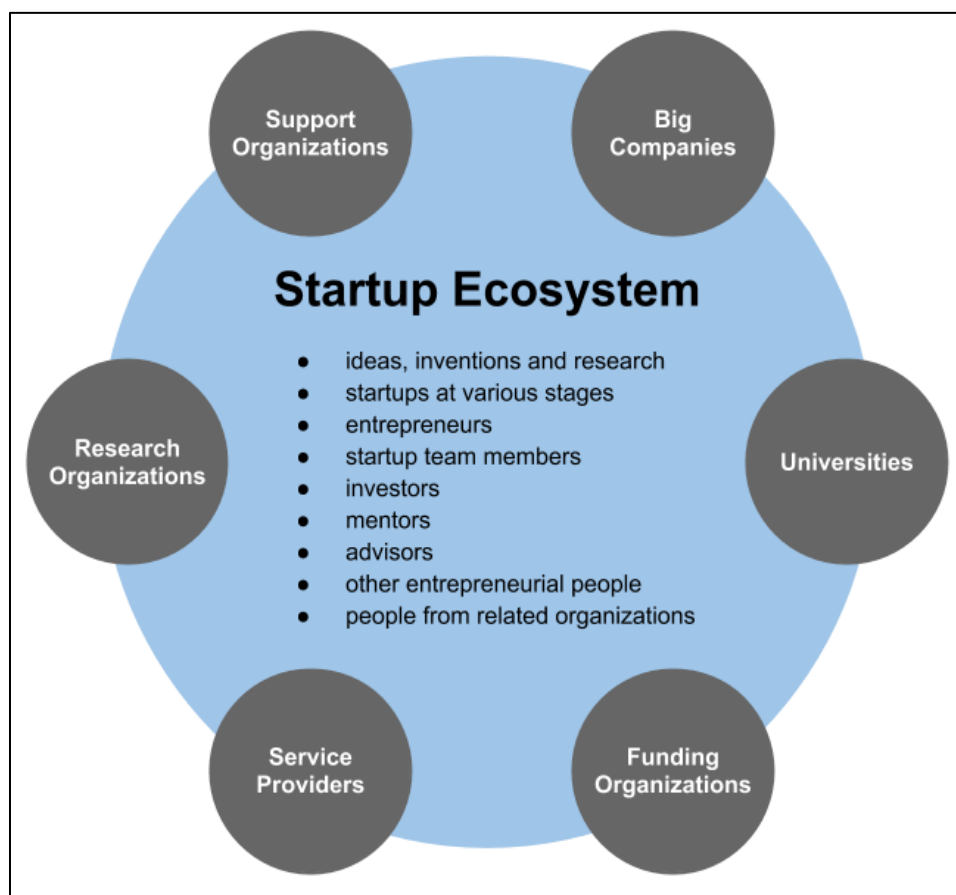 Support
Organizations
Big
Companies
Startup Ecosystem
● ideas, inventions and research
● startups at various stages
● entrepreneurs
● startup team members
● investors
● mentors
● advisors
● other entrepreneurial people
● people from related organizations
Research
Organizations
Universities
Service
Providers
Funding
Organizations